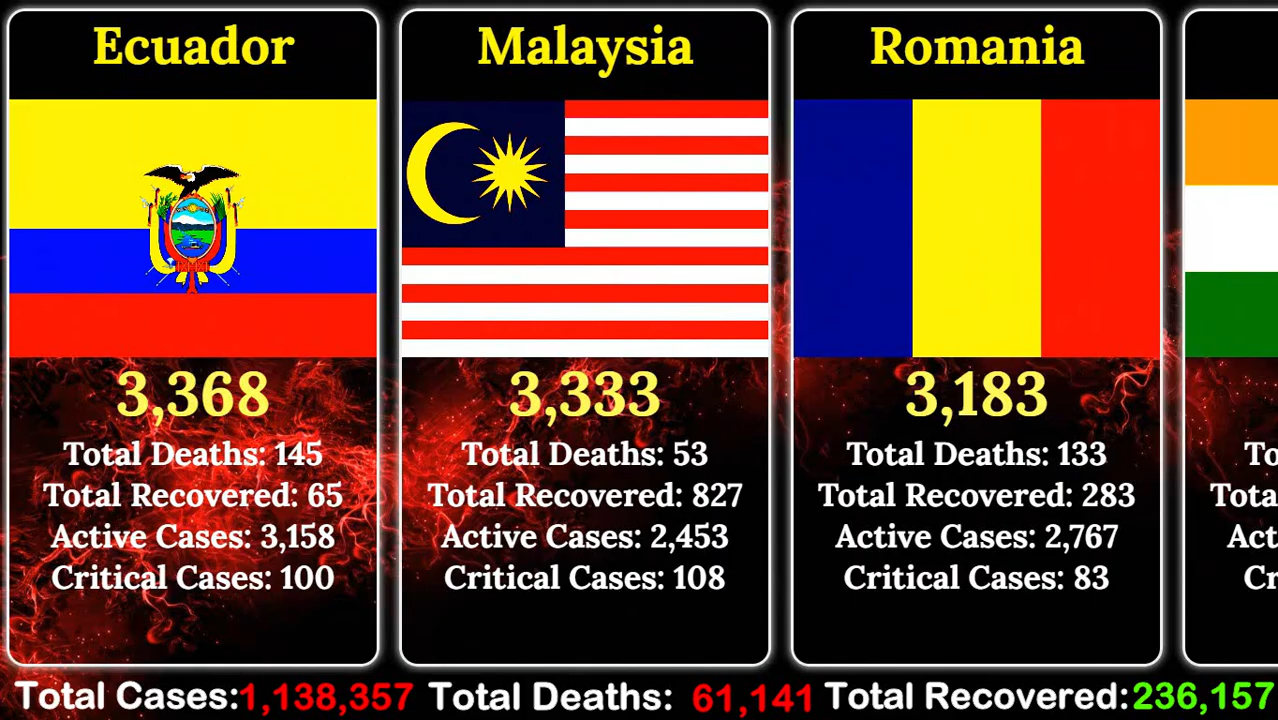 Ecuador
3,368
Total Deaths: 145
Total Recovered: 65
Active Cases: 3,158
Critical Cases: 100
Malaysia
3,333
Total Deaths: 53
Total Recovered: 827
Active Cases: 2,453
Critical Cases: 108
Romania
3,183
Total Deaths: 133
Total Recovered: 283
Active Cases: 2,767
Critical Cases: 83
Total Cases:1,138,357 Total Deaths: 61,141 Total Recovered:236,157